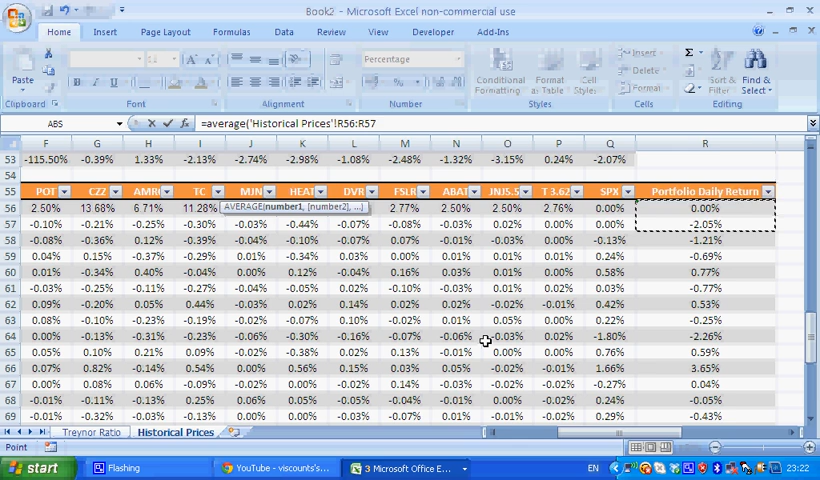 Book2 - Microsoft Excel non-commercial use
Home Insert Page Layout Formulas Data Review View Developer Add-Ins
Paste
B I U
Percentage
Conditional Formatting
Format as Table
Cell Styles
Insert
Delete
Format
Sort & Filter
Find & Select
Clipboard Font Alignment Number Styles Cells Editing
ABS =average('Historical Prices'!R56:R57
F G H I J K L M N O P Q R
53 -115.50% -0.39% 1.33% -2.13% -2.74% -2.98% -1.08% -2.48% -1.32% -3.15% 0.24% -2.07%
54
55 POT CZZ AMR TC MJN HEAT DVR FSLR ABAT JNJ5.5 T 3.62 SPX Portfolio Daily Return
56 2.50% 13.68% 6.71% 11.28% AVERAGE(number1, [number2], ...) 2.77% 2.50% 2.50% 2.76% 0.00% 0.00%
57 -0.10% -0.21% -0.25% -0.30% -0.03% -0.44% -0.07% -0.08% -0.03% 0.02% 0.00% 0.00% -2.05%
58 -0.08% -0.36% 0.12% -0.39% -0.04% -0.10% -0.07% 0.07% -0.01% -0.03% 0.00% -0.13% -1.21%
59 0.04% 0.15% -0.37% -0.29% 0.01% -0.34% 0.03% 0.00% -0.03% 0.01% 0.01% 0.24% -0.69%
60 0.01% -0.34% 0.40% -0.04% 0.00% 0.12% -0.04% 0.16% 0.03% 0.01% 0.00% 0.58% 0.77%
61 -0.03% -0.25% -0.11% -0.27% -0.04% -0.05% 0.02% -0.10% -0.03% 0.01% 0.02% 0.03% -0.77%
62 0.09% -0.20% 0.05% 0.44% -0.03% 0.02% 0.14% 0.02% 0.02% -0.02% -0.01% 0.42% 0.53%
63 0.08% -0.10% -0.23% -0.19% -0.02% -0.07% 0.10% -0.02% 0.01% 0.05% 0.00% 0.22% -0.25%
64 0.00% -0.13% -0.31% -0.23% -0.06% -0.30% -0.16% -0.07% -0.06% -0.03% 0.02% -1.80% -2.26%
65 0.05% 0.10% 0.21% 0.09% -0.02% -0.38% 0.02% 0.13% -0.01% 0.00% 0.00% 0.76% 0.59%
66 0.07% 0.82% -0.14% 0.54% 0.00% 0.56% 0.15% 0.03% 0.05% -0.02% -0.01% 1.66% 3.65%
67 0.00% 0.08% 0.06% -0.09% 0.00% -0.02% 0.00% 0.14% -0.03% -0.02% -0.02% -0.27% 0.04%
68 -0.01% -0.11% -0.13% 0.25% 0.06% 0.05% -0.05% -0.04% -0.01% 0.00% -0.02% 0.24% -0.05%
69 -0.01% -0.32% -0.03% -0.13% 0.00% 0.00% -0.03% -0.07% 0.01% -0.01% -0.02% 0.29% -0.43%
Treynor Ratio Historical Prices
Point
start Flashing YouTube - viscounts's... 3 Microsoft Office E... EN 23:22